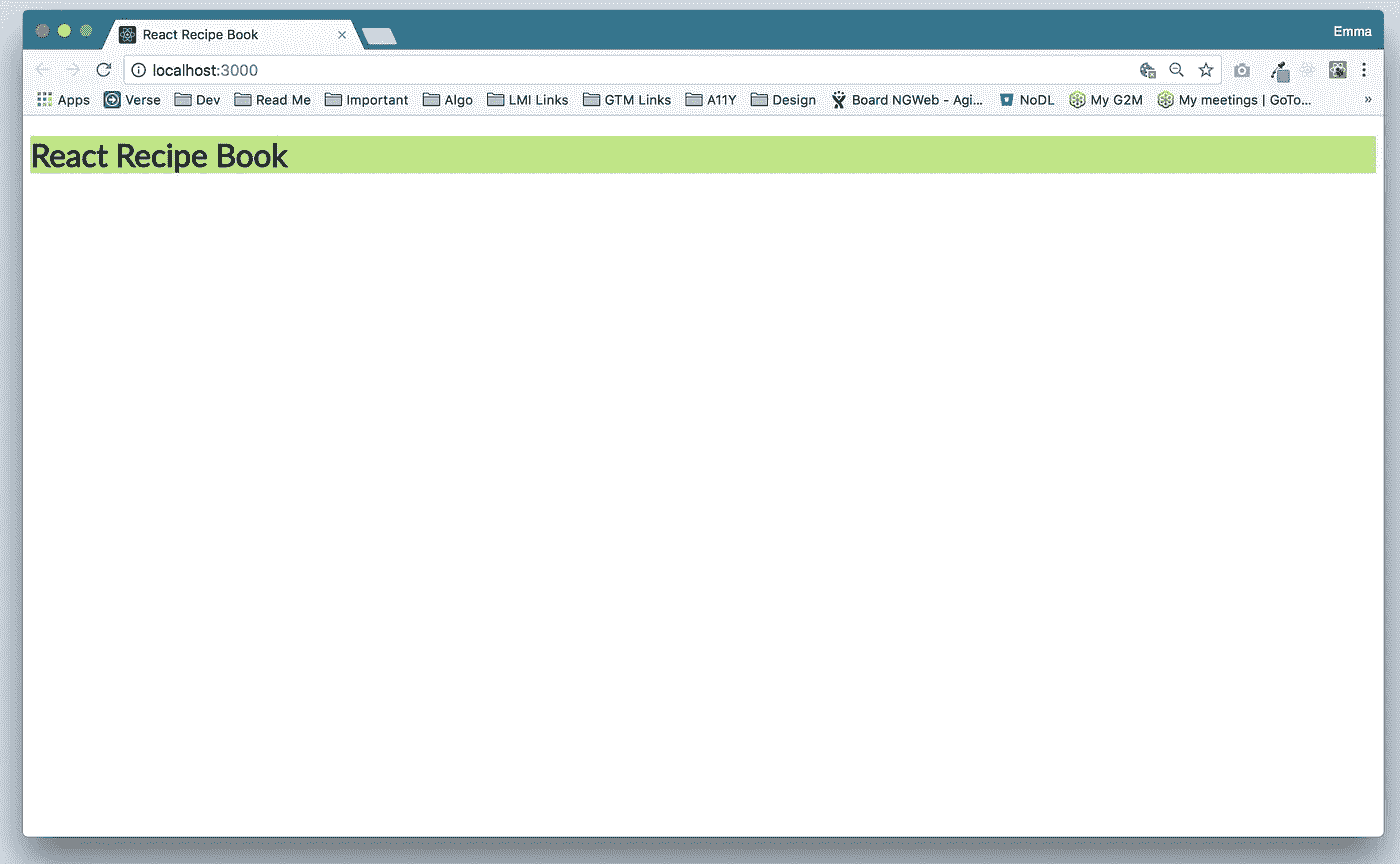 React Recipe Book
Emma
localhost:3000
Apps Verse Dev Read Me Important Algo LMI Links GTM Links A11Y Design Board NGWeb - Agi... NoDL My G2M My meetings | GoTo... »
React Recipe Book